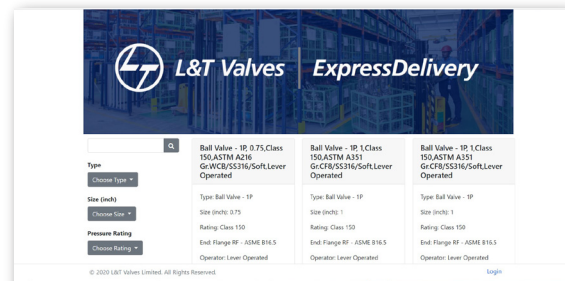 L&T Valves | ExpressDelivery
Type
Choose Type
Size (inch)
Choose Size
Pressure Rating
Choose Rating
Ball Valve - 1P, 0.75,Class
150,ASTM A216
Gr.WCB/SS316/Soft,Lever
Operated
Type: Ball Valve - 1P
Size (inch): 0.75
Rating: Class 150
End: Flange RF - ASME B16.5
Operator: Lever Operated
Ball Valve - 1P, 1,Class
150,ASTM A351
Gr.CF8/SS316/Soft,Lever
Operated
Type: Ball Valve - 1P
Size (inch): 1
Rating: Class 150
End: Flange RF - ASME B16.5
Operator: Lever Operated
Ball Valve - 1P, 1,Class
150,ASTM A351
Gr.CF8/SS316/Soft,Lever
Operated
Type: Ball Valve - 1P
Size (inch): 1
Rating: Class 150
End: Flange RF - ASME B16.5
Operator: Lever Operated
© 2020 L&T Valves Limited. All Rights Reserved.
Login